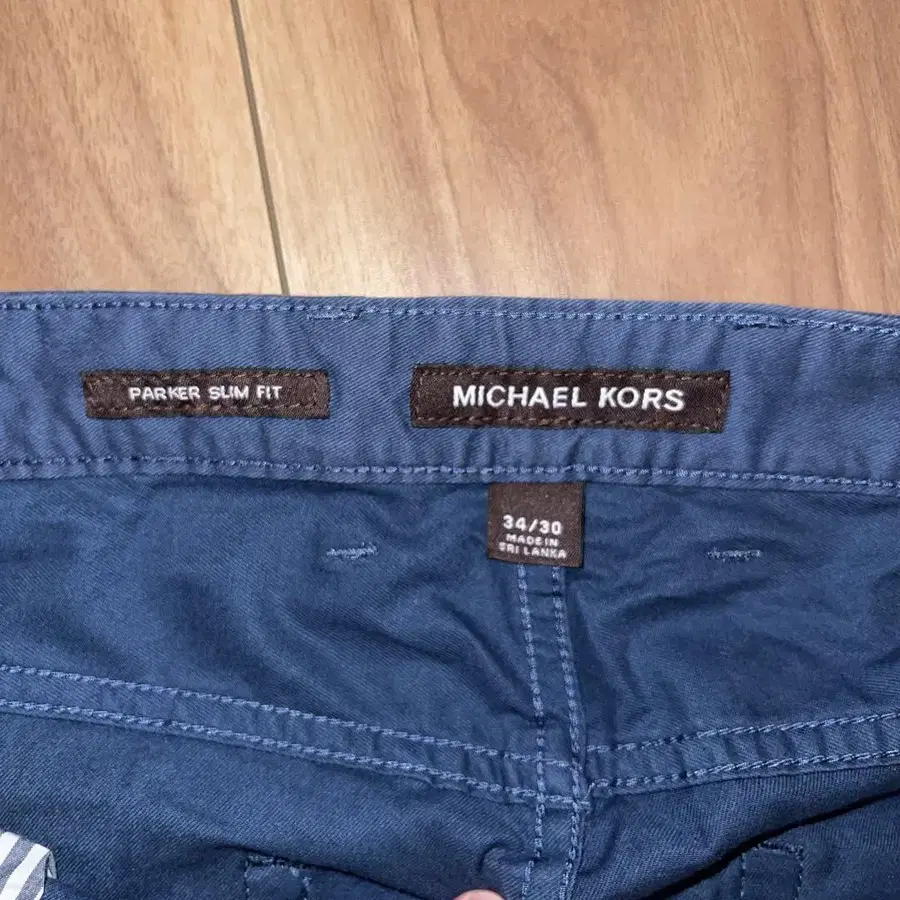 PARKER SLIM FIT
MICHAEL KORS
34/30
MADE IN
SRI LANKA